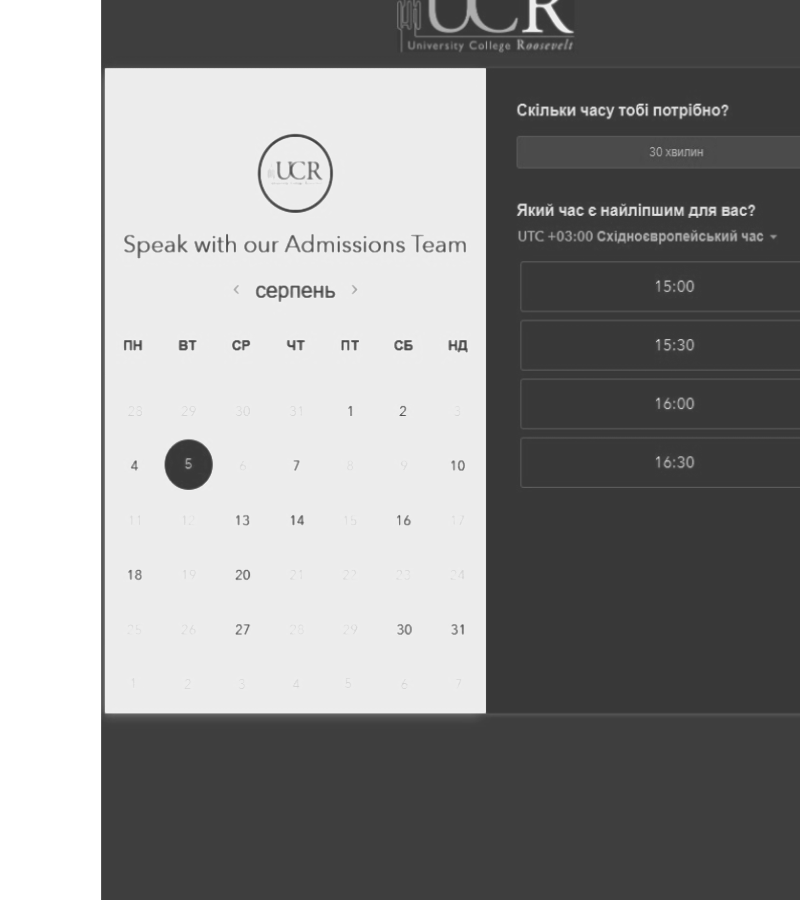 UCR
University College Roosevelt
UCR
Speak with our Admissions Team
< серпень >
ПН ВТ СР ЧТ ПТ СБ НД
28 29 30 31 1 2 3
4 5 6 7 8 9 10
11 12 13 14 15 16 17
18 19 20 21 22 23 24
25 26 27 28 29 30 31
1 2 3 4 5 6 7
Скільки часу тобі потрібно?
30 хвилин
Який час є найліпшим для вас?
UTC +03:00 Східноєвропейський час
15:00
15:30
16:00
16:30